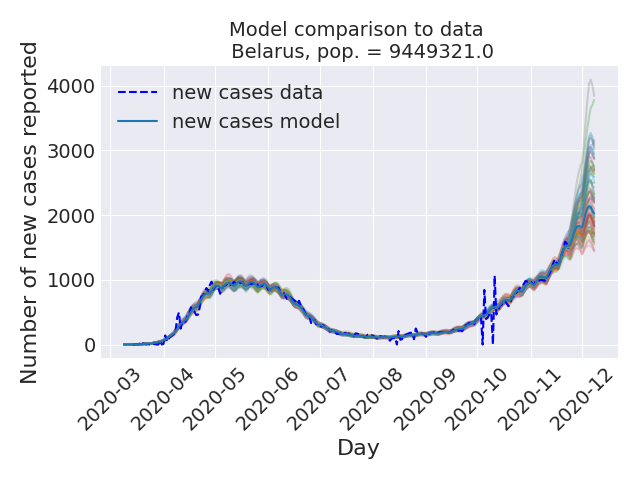 Model comparison to data
Belarus, pop. = 9449321.0
new cases data
new cases model
Number of new cases reported
4000
3000
2000
1000
0
2020-03
2020-04
2020-05
2020-06
2020-07
2020-08
2020-09
2020-10
2020-11
2020-12
Day